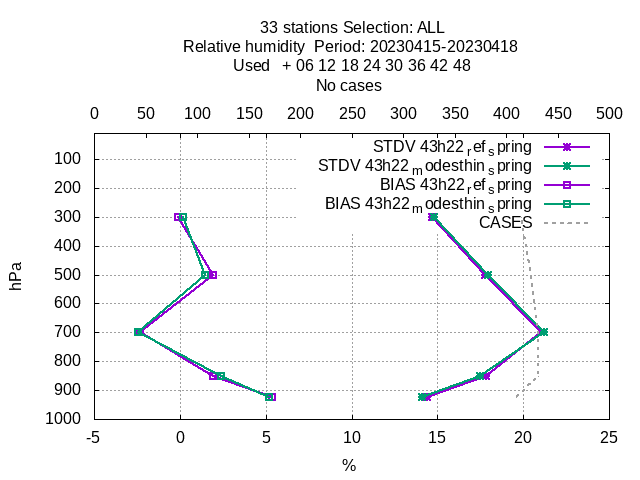 33 stations Selection: ALL
Relative humidity  Period: 20230415-20230418
Used   + 06 12 18 24 30 36 42 48
No cases
0 50 100 150 200 250 300 350 400 450 500
STDV 43h22_ref_spring
STDV 43h22_modesthin_spring
BIAS 43h22_ref_spring
BIAS 43h22_modesthin_spring
CASES
100
200
300
400
500
600
700
800
900
1000
hPa
-5 0 5 10 15 20 25
%